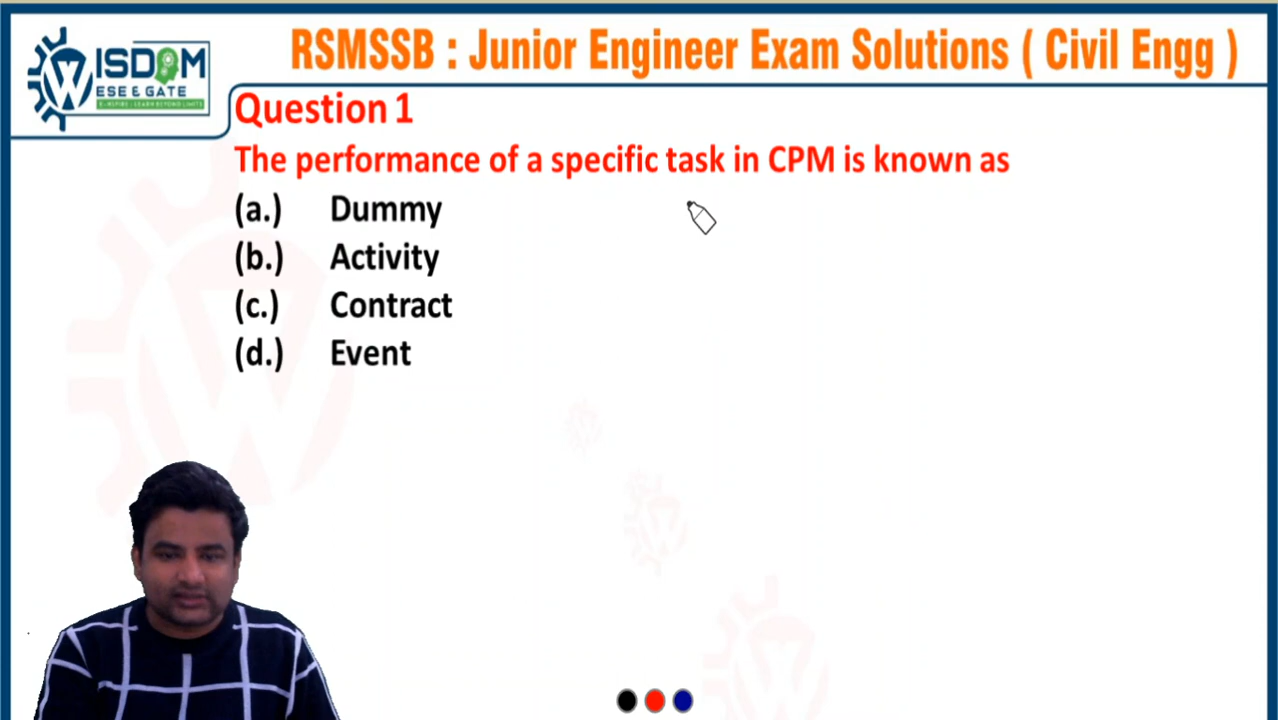 WISDOM
ESE & GATE
RSMSSB : Junior Engineer Exam Solutions ( Civil Engg )
Question 1
The performance of a specific task in CPM is known as
(a.) Dummy
(b.) Activity
(c.) Contract
(d.) Event